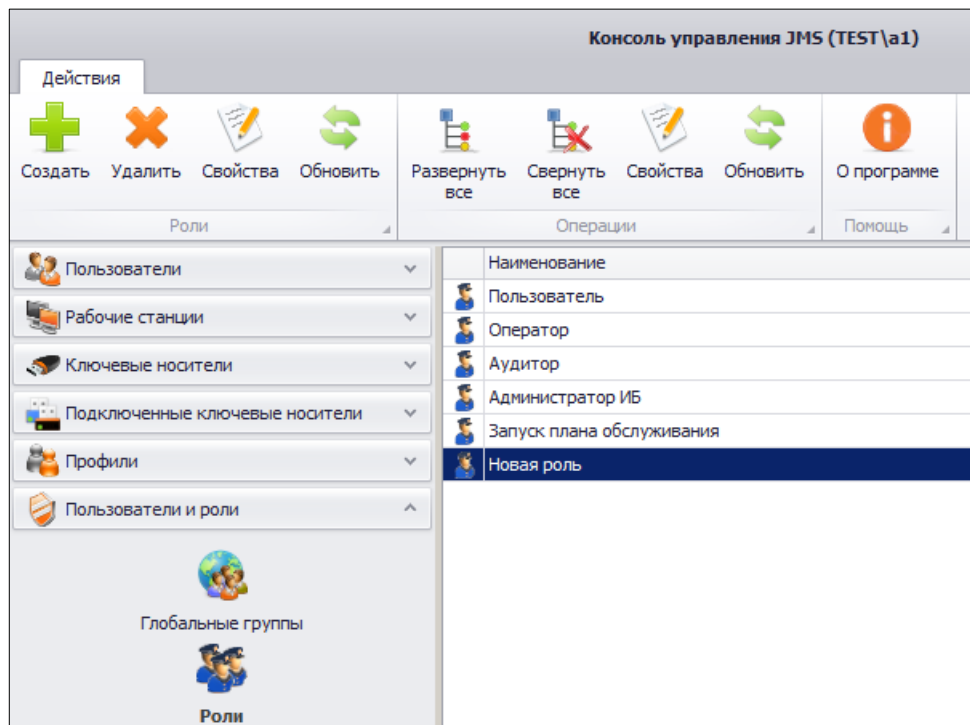 Консоль управления JMS (TEST\a1)
Действия
Создать Удалить Свойства Обновить Развернуть все Свернуть все Свойства Обновить О программе
Роли Операции Помощь
Пользователи
Рабочие станции
Ключевые носители
Подключенные ключевые носители
Профили
Пользователи и роли
Глобальные группы
Роли
Наименование
Пользователь
Оператор
Аудитор
Администратор ИБ
Запуск плана обслуживания
Новая роль